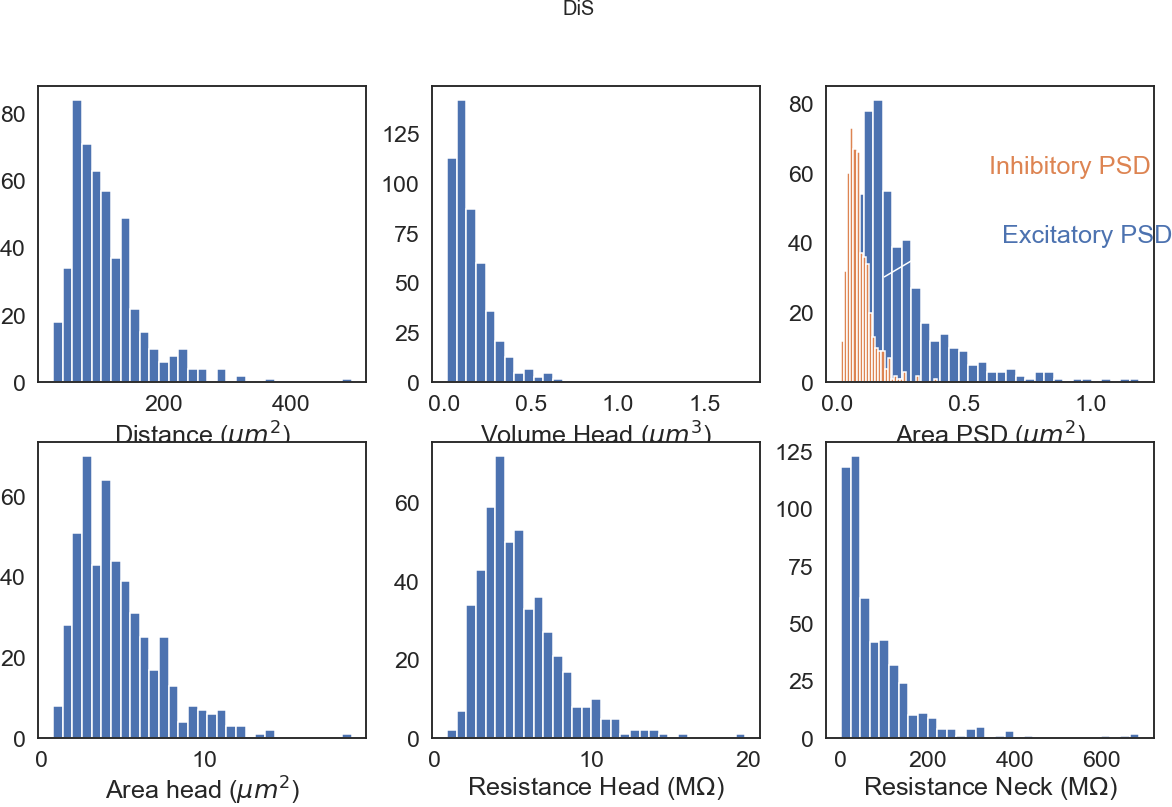 DiS
80
60
40
20
0
200 400
Distance (μm²)
125
100
75
50
25
0
0.0 0.5 1.0 1.5
Volume Head (μm³)
80
60
40
20
0
Inhibitory PSD
Excitatory PSD
0.0 0.5 1.0
Area PSD (μm²)
60
40
20
0
0 10
Area head (μm²)
60
40
20
0
0 10 20
Resistance Head (MΩ)
125
100
75
50
25
0
0 200 400 600
Resistance Neck (MΩ)